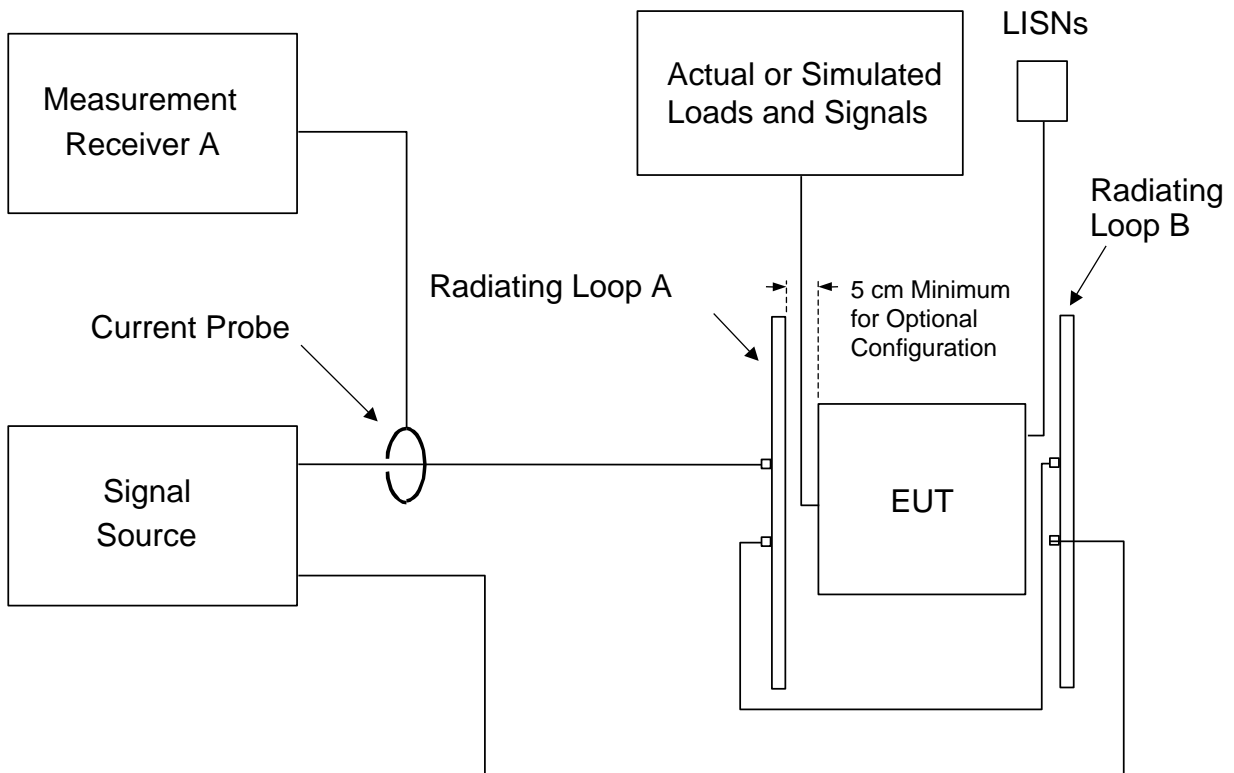 LISNs
Measurement
Receiver A
Actual or Simulated
Loads and Signals
Radiating
Loop B
Radiating Loop A
5 cm Minimum
for Optional
Configuration
Current Probe
Signal
Source
EUT